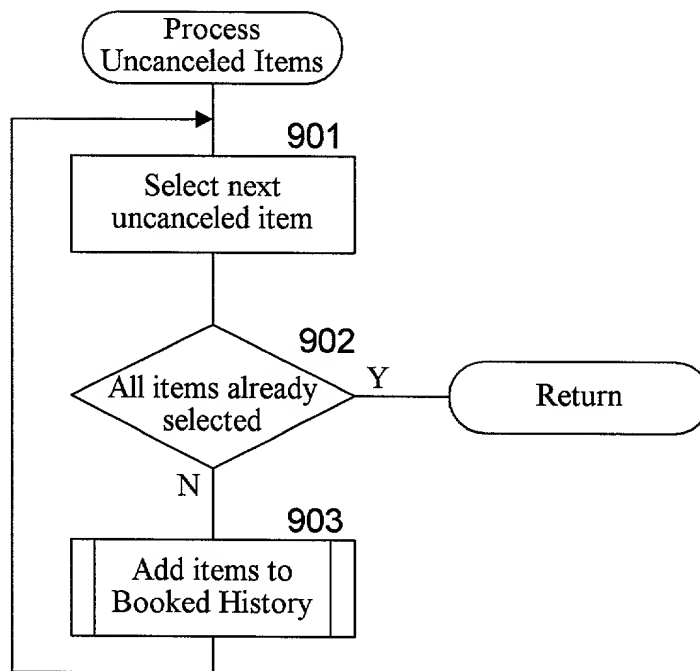 Process
Uncanceled Items
901
Select next
uncanceled item
902
All items already
selected
Y
Return
N
903
Add items to
Booked History